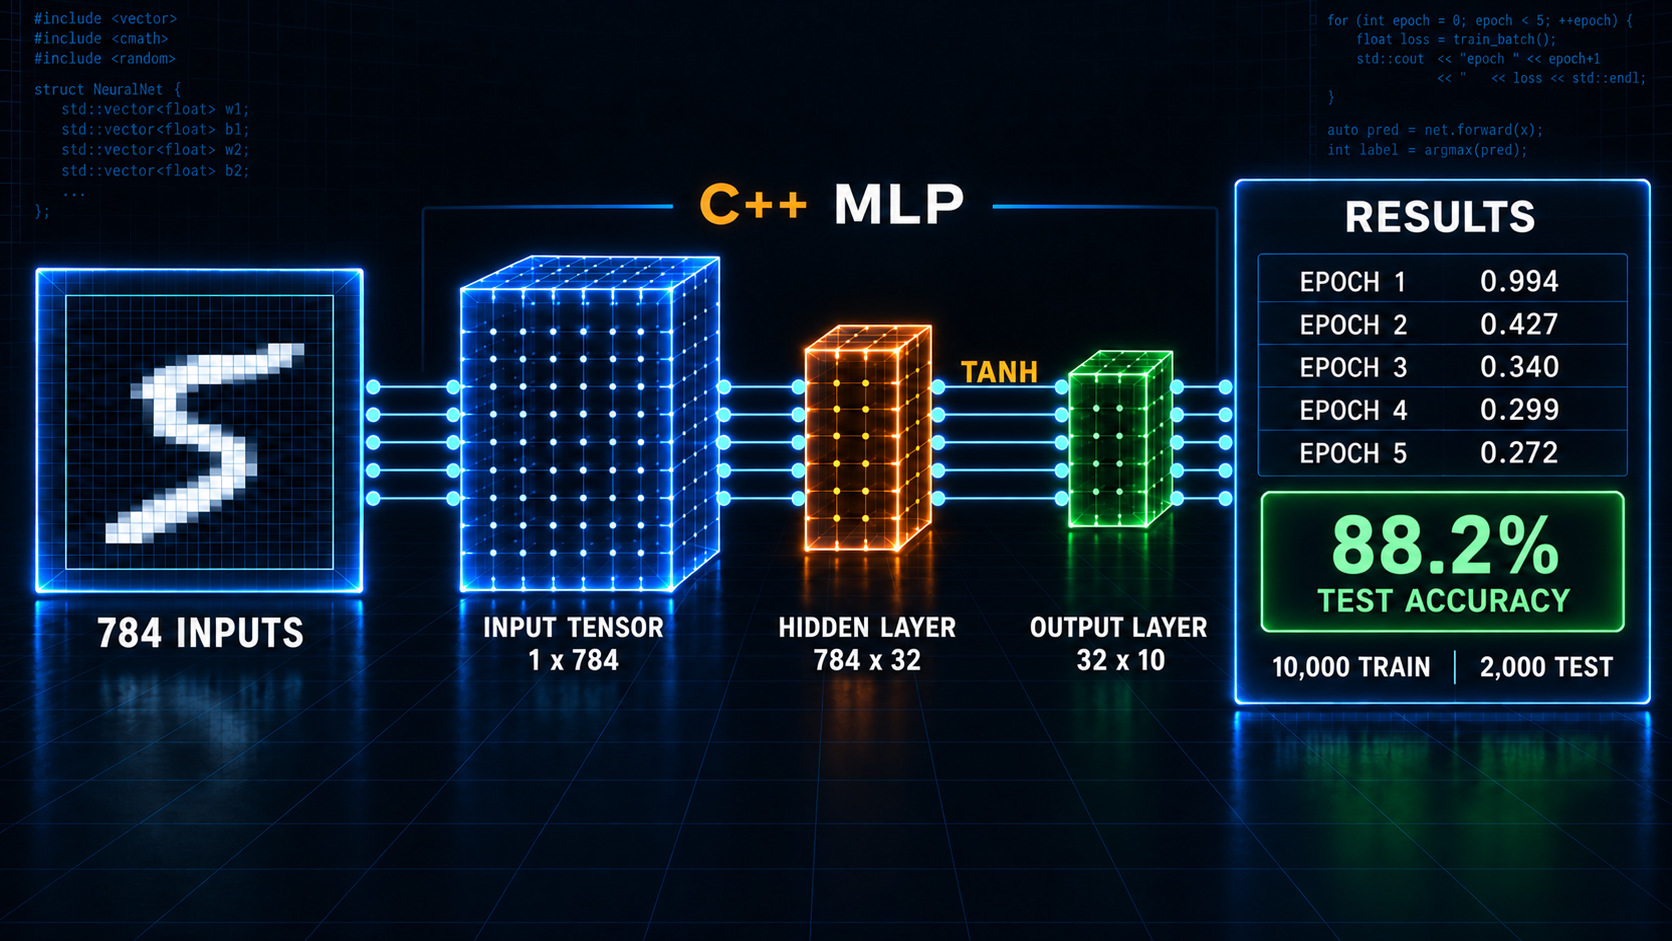 #include <vector>
#include <cmath>
#include <random>
struct NeuralNet {
std::vector<float> w1;
std::vector<float> b1;
std::vector<float> w2;
std::vector<float> b2;
...
};
for (int epoch = 0; epoch < 5; ++epoch) {
float loss = train_batch();
std::cout << "epoch " << epoch+1
<< " " << loss << std::endl;
}
auto pred = net.forward(x);
int label = argmax(pred);
C++ MLP
784 INPUTS
INPUT TENSOR
1 x 784
HIDDEN LAYER
784 x 32
TANH
OUTPUT LAYER
32 x 10
RESULTS
EPOCH 1 0.994
EPOCH 2 0.427
EPOCH 3 0.340
EPOCH 4 0.299
EPOCH 5 0.272
88.2%
TEST ACCURACY
10,000 TRAIN | 2,000 TEST